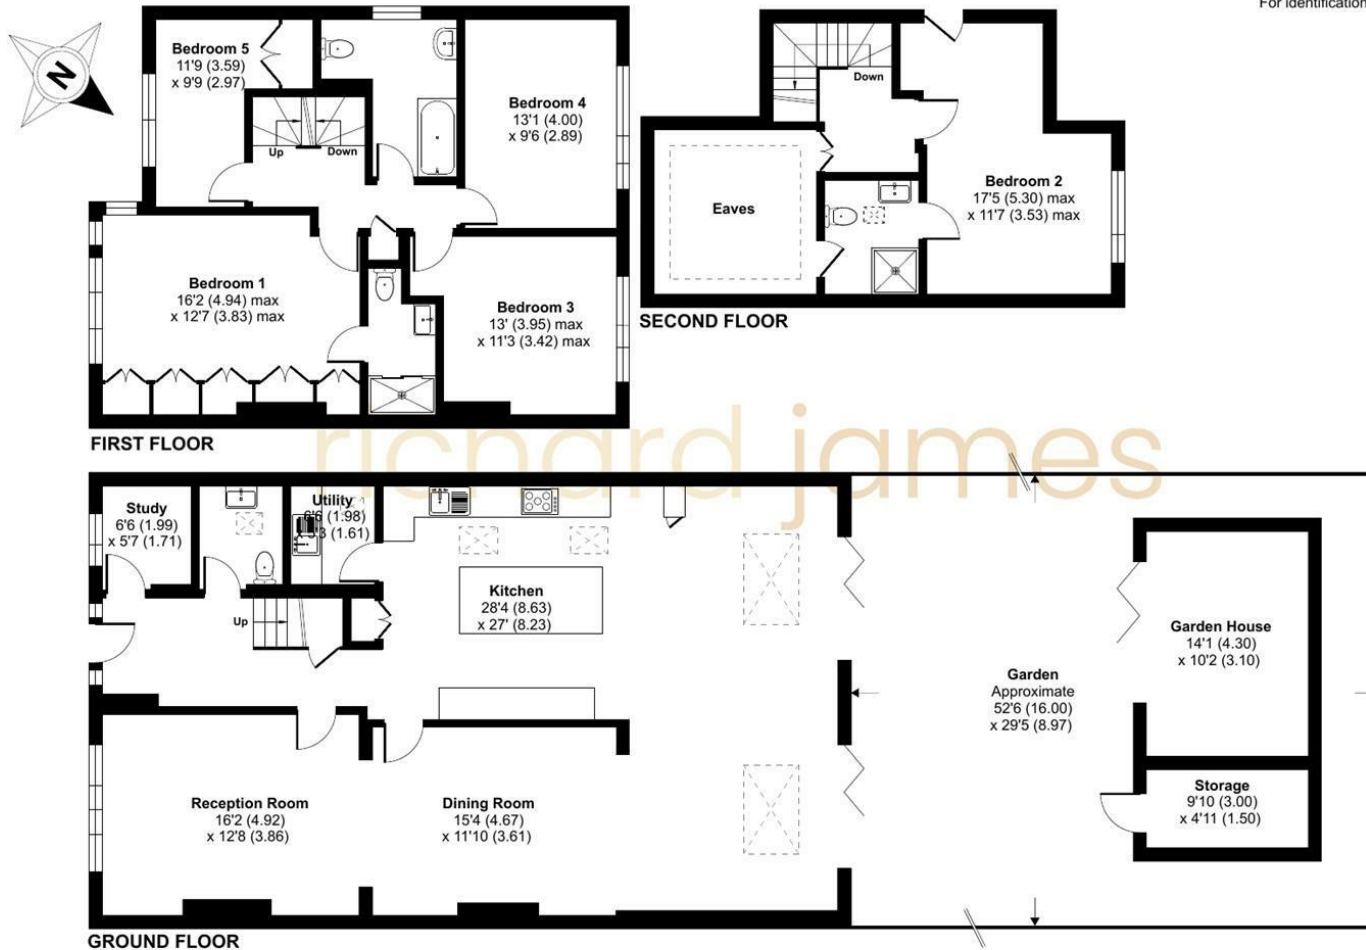 For identification
N
Bedroom 5
11'9 (3.59)
x 9'9 (2.97)
Up
Down
Bedroom 4
13'1 (4.00)
x 9'6 (2.89)
Bedroom 1
16'2 (4.94) max
x 12'7 (3.83) max
Bedroom 3
13' (3.95) max
x 11'3 (3.42) max
FIRST FLOOR
Down
Eaves
Bedroom 2
17'5 (5.30) max
x 11'7 (3.53) max
SECOND FLOOR
richard james
Study
6'6 (1.99)
x 5'7 (1.71)
Utility
6'6 (1.98)
x 5'3 (1.61)
Up
Kitchen
28'4 (8.63)
x 27' (8.23)
Reception Room
16'2 (4.92)
x 12'8 (3.86)
Dining Room
15'4 (4.67)
x 11'10 (3.61)
Garden
Approximate
52'6 (16.00)
x 29'5 (8.97)
Garden House
14'1 (4.30)
x 10'2 (3.10)
Storage
9'10 (3.00)
x 4'11 (1.50)
GROUND FLOOR